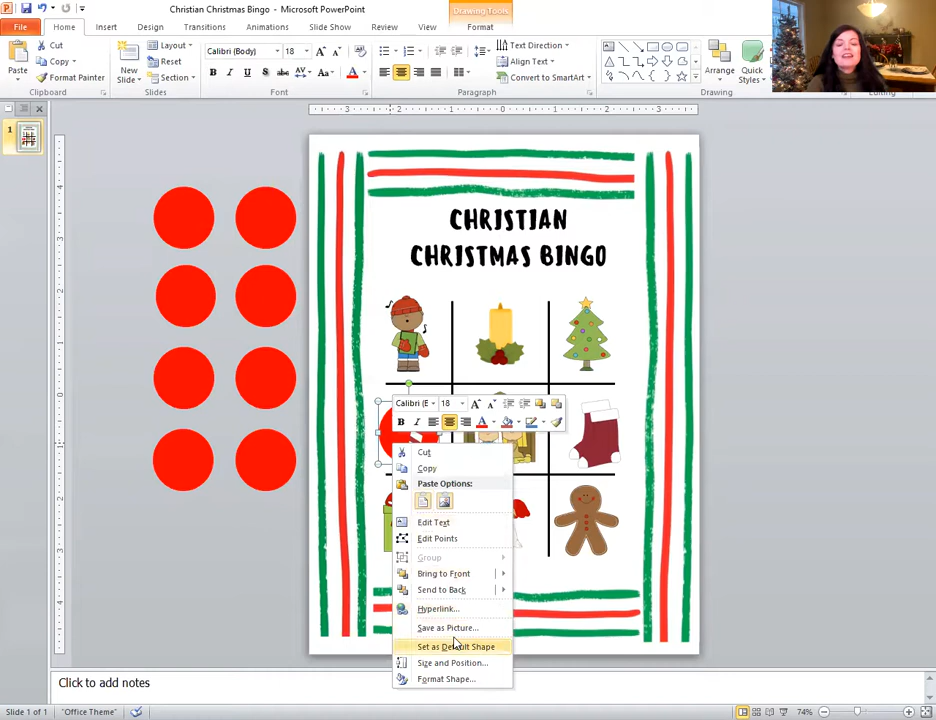 Christian Christmas Bingo - Microsoft PowerPoint
Drawing Tools
File Home Insert Design Transitions Animations Slide Show Review View Format
Paste
Cut
Copy
Format Painter
Clipboard
New
Slide
Layout
Reset
Section
Slides
Calibri (Body) 18
Font
Text Direction
Align Text
Convert to SmartArt
Paragraph
Arrange
Quick
Styles
Drawing
Editing
1
CHRISTIAN
CHRISTMAS BINGO
Calibri (E 18
Cut
Copy
Paste Options:
Edit Text
Edit Points
Group
Bring to Front
Send to Back
Hyperlink...
Save as Picture...
Set as Default Shape
Size and Position...
Format Shape...
Click to add notes
Slide 1 of 1 "Office Theme" 74%